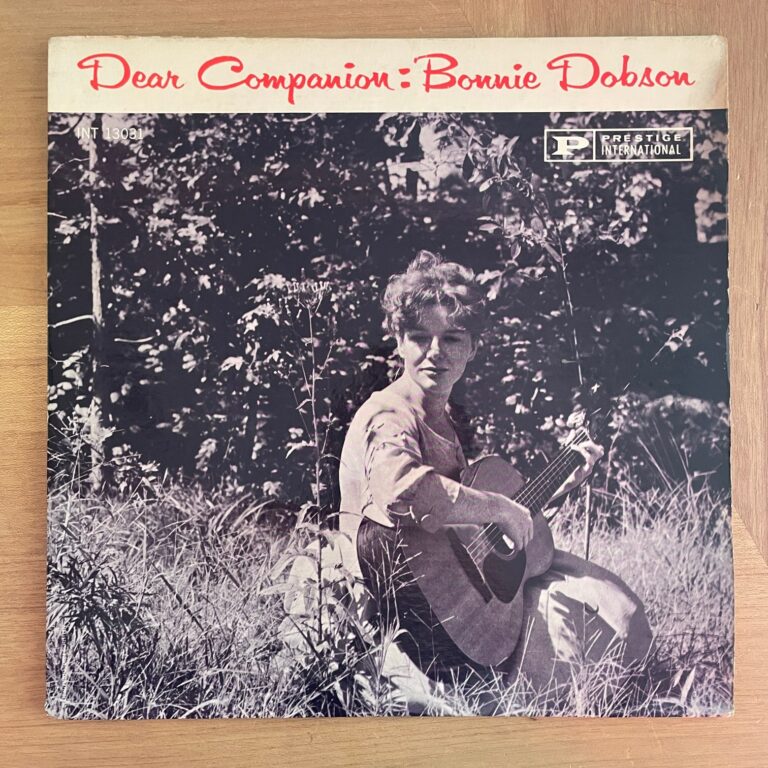 Dear Companion: Bonnie Dobson
INT 13031
P PRESTIGE
INTERNATIONAL